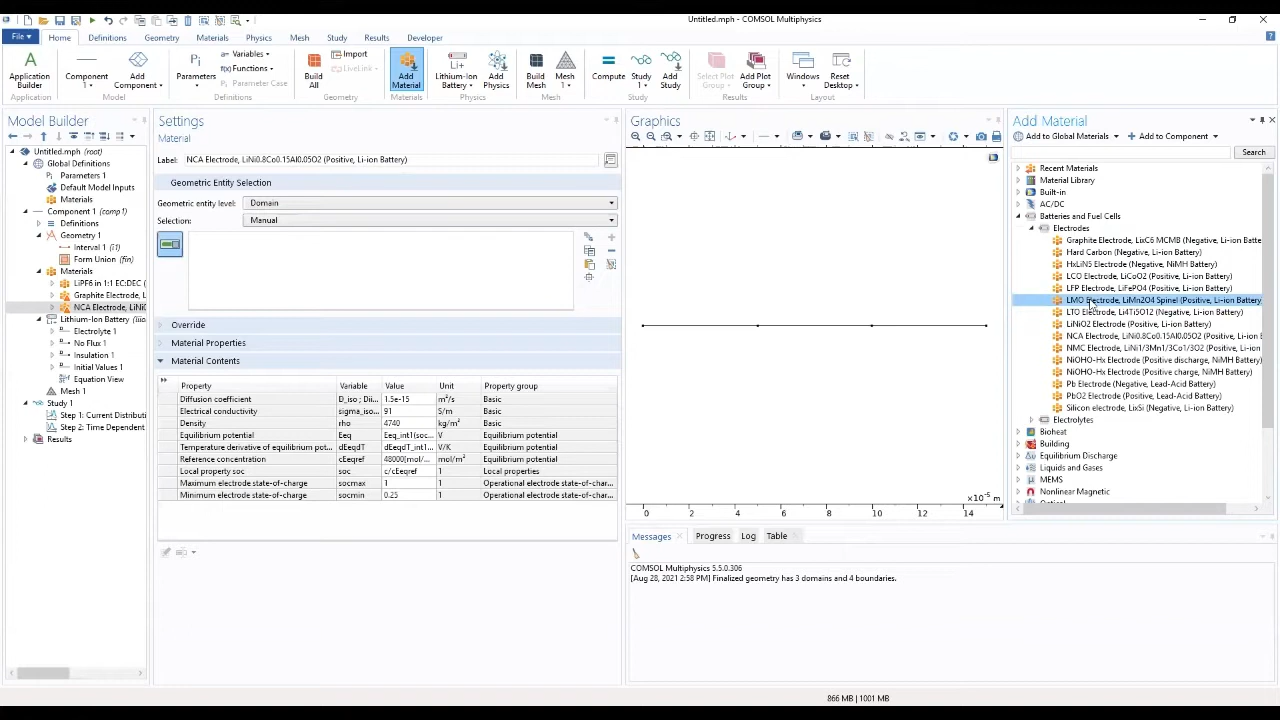 Untitled.mph - COMSOL Multiphysics
File
Home
Definitions
Geometry
Materials
Physics
Mesh
Study
Results
Developer
Application Builder
Component 1
Add Component
Parameters
Variables
Functions
Parameter Case
Build All
Import
LiveLink
Add Material
Lithium-Ion Battery
Add Physics
Build Mesh
Mesh 1
Compute
Study 1
Add Study
Select Plot Group
Add Plot Group
Windows
Reset Desktop
Application
Model
Definitions
Geometry
Materials
Physics
Mesh
Study
Results
Layout
Model Builder
Untitled.mph (root)
Global Definitions
Parameters 1
Default Model Inputs
Materials
Component 1 (comp1)
Definitions
Geometry 1
Interval 1 (i1)
Form Union (fin)
Materials
LiPF6 in 1:1 EC:DEC (
Graphite Electrode, L
NCA Electrode, LiNi
Lithium-Ion Battery
Electrolyte 1
No Flux 1
Insulation 1
Initial Values 1
Equation View
Mesh 1
Study 1
Step 1: Current Distributi
Step 2: Time Dependent
Results
Settings
Material
Label: NCA Electrode, LiNi0.8Co0.15Al0.05O2 (Positive, Li-ion Battery)
Geometric Entity Selection
Geometric entity level: Domain
Selection: Manual
Override
Material Properties
Material Contents
Property Variable Value Unit Property group
Diffusion coefficient D_iso ; Dii... 1.5e-15 m²/s Basic
Electrical conductivity sigma_iso... 91 S/m Basic
Density rho 4740 kg/m³ Basic
Equilibrium potential Eeq Eeq_int1(soc... V Equilibrium potential
Temperature derivative of equilibrium pot... dEeqdT dEeqdT_int1... V/K Equilibrium potential
Reference concentration cEeqref 48000[mol/... mol/m³ Equilibrium potential
Local property soc soc c/cEeqref 1 Local properties
Maximum electrode state-of-charge socmax 1 1 Operational electrode state-of-char...
Minimum electrode state-of-charge socmin 0.25 1 Operational electrode state-of-char...
Graphics
×10⁻⁵ m
0 2 4 6 8 10 12 14
Messages
Progress
Log
Table
COMSOL Multiphysics 5.5.0.306
[Aug 28, 2021 2:58 PM] Finalized geometry has 3 domains and 4 boundaries.
Add Material
Add to Global Materials
Add to Component
Search
Recent Materials
Material Library
Built-in
AC/DC
Batteries and Fuel Cells
Electrodes
Graphite Electrode, LixC6 MCMB (Negative, Li-ion Batte
Hard Carbon (Negative, Li-ion Battery)
HxLiN5 Electrode (Negative, NiMH Battery)
LCO Electrode, LiCoO2 (Positive, Li-ion Battery)
LFP Electrode, LiFePO4 (Positive, Li-ion Battery)
LMO Electrode, LiMn2O4 Spinel (Positive, Li-ion Battery
LTO Electrode, Li4Ti5O12 (Negative, Li-ion Battery)
LiNiO2 Electrode (Positive, Li-ion Battery)
NCA Electrode, LiNi0.8Co0.15Al0.05O2 (Positive, Li-ion
NMC Electrode, LiNi1/3Mn1/3Co1/3O2 (Positive, Li-ion
NiOHO-Hx Electrode (Positive discharge, NiMH Battery)
NiOHO-Hx Electrode (Positive charge, NiMH Battery)
Pb Electrode (Negative, Lead-Acid Battery)
PbO2 Electrode (Positive, Lead-Acid Battery)
Silicon electrode, LixSi (Negative, Li-ion Battery)
Electrolytes
Bioheat
Building
Equilibrium Discharge
Liquids and Gases
MEMS
Nonlinear Magnetic
866 MB | 1001 MB